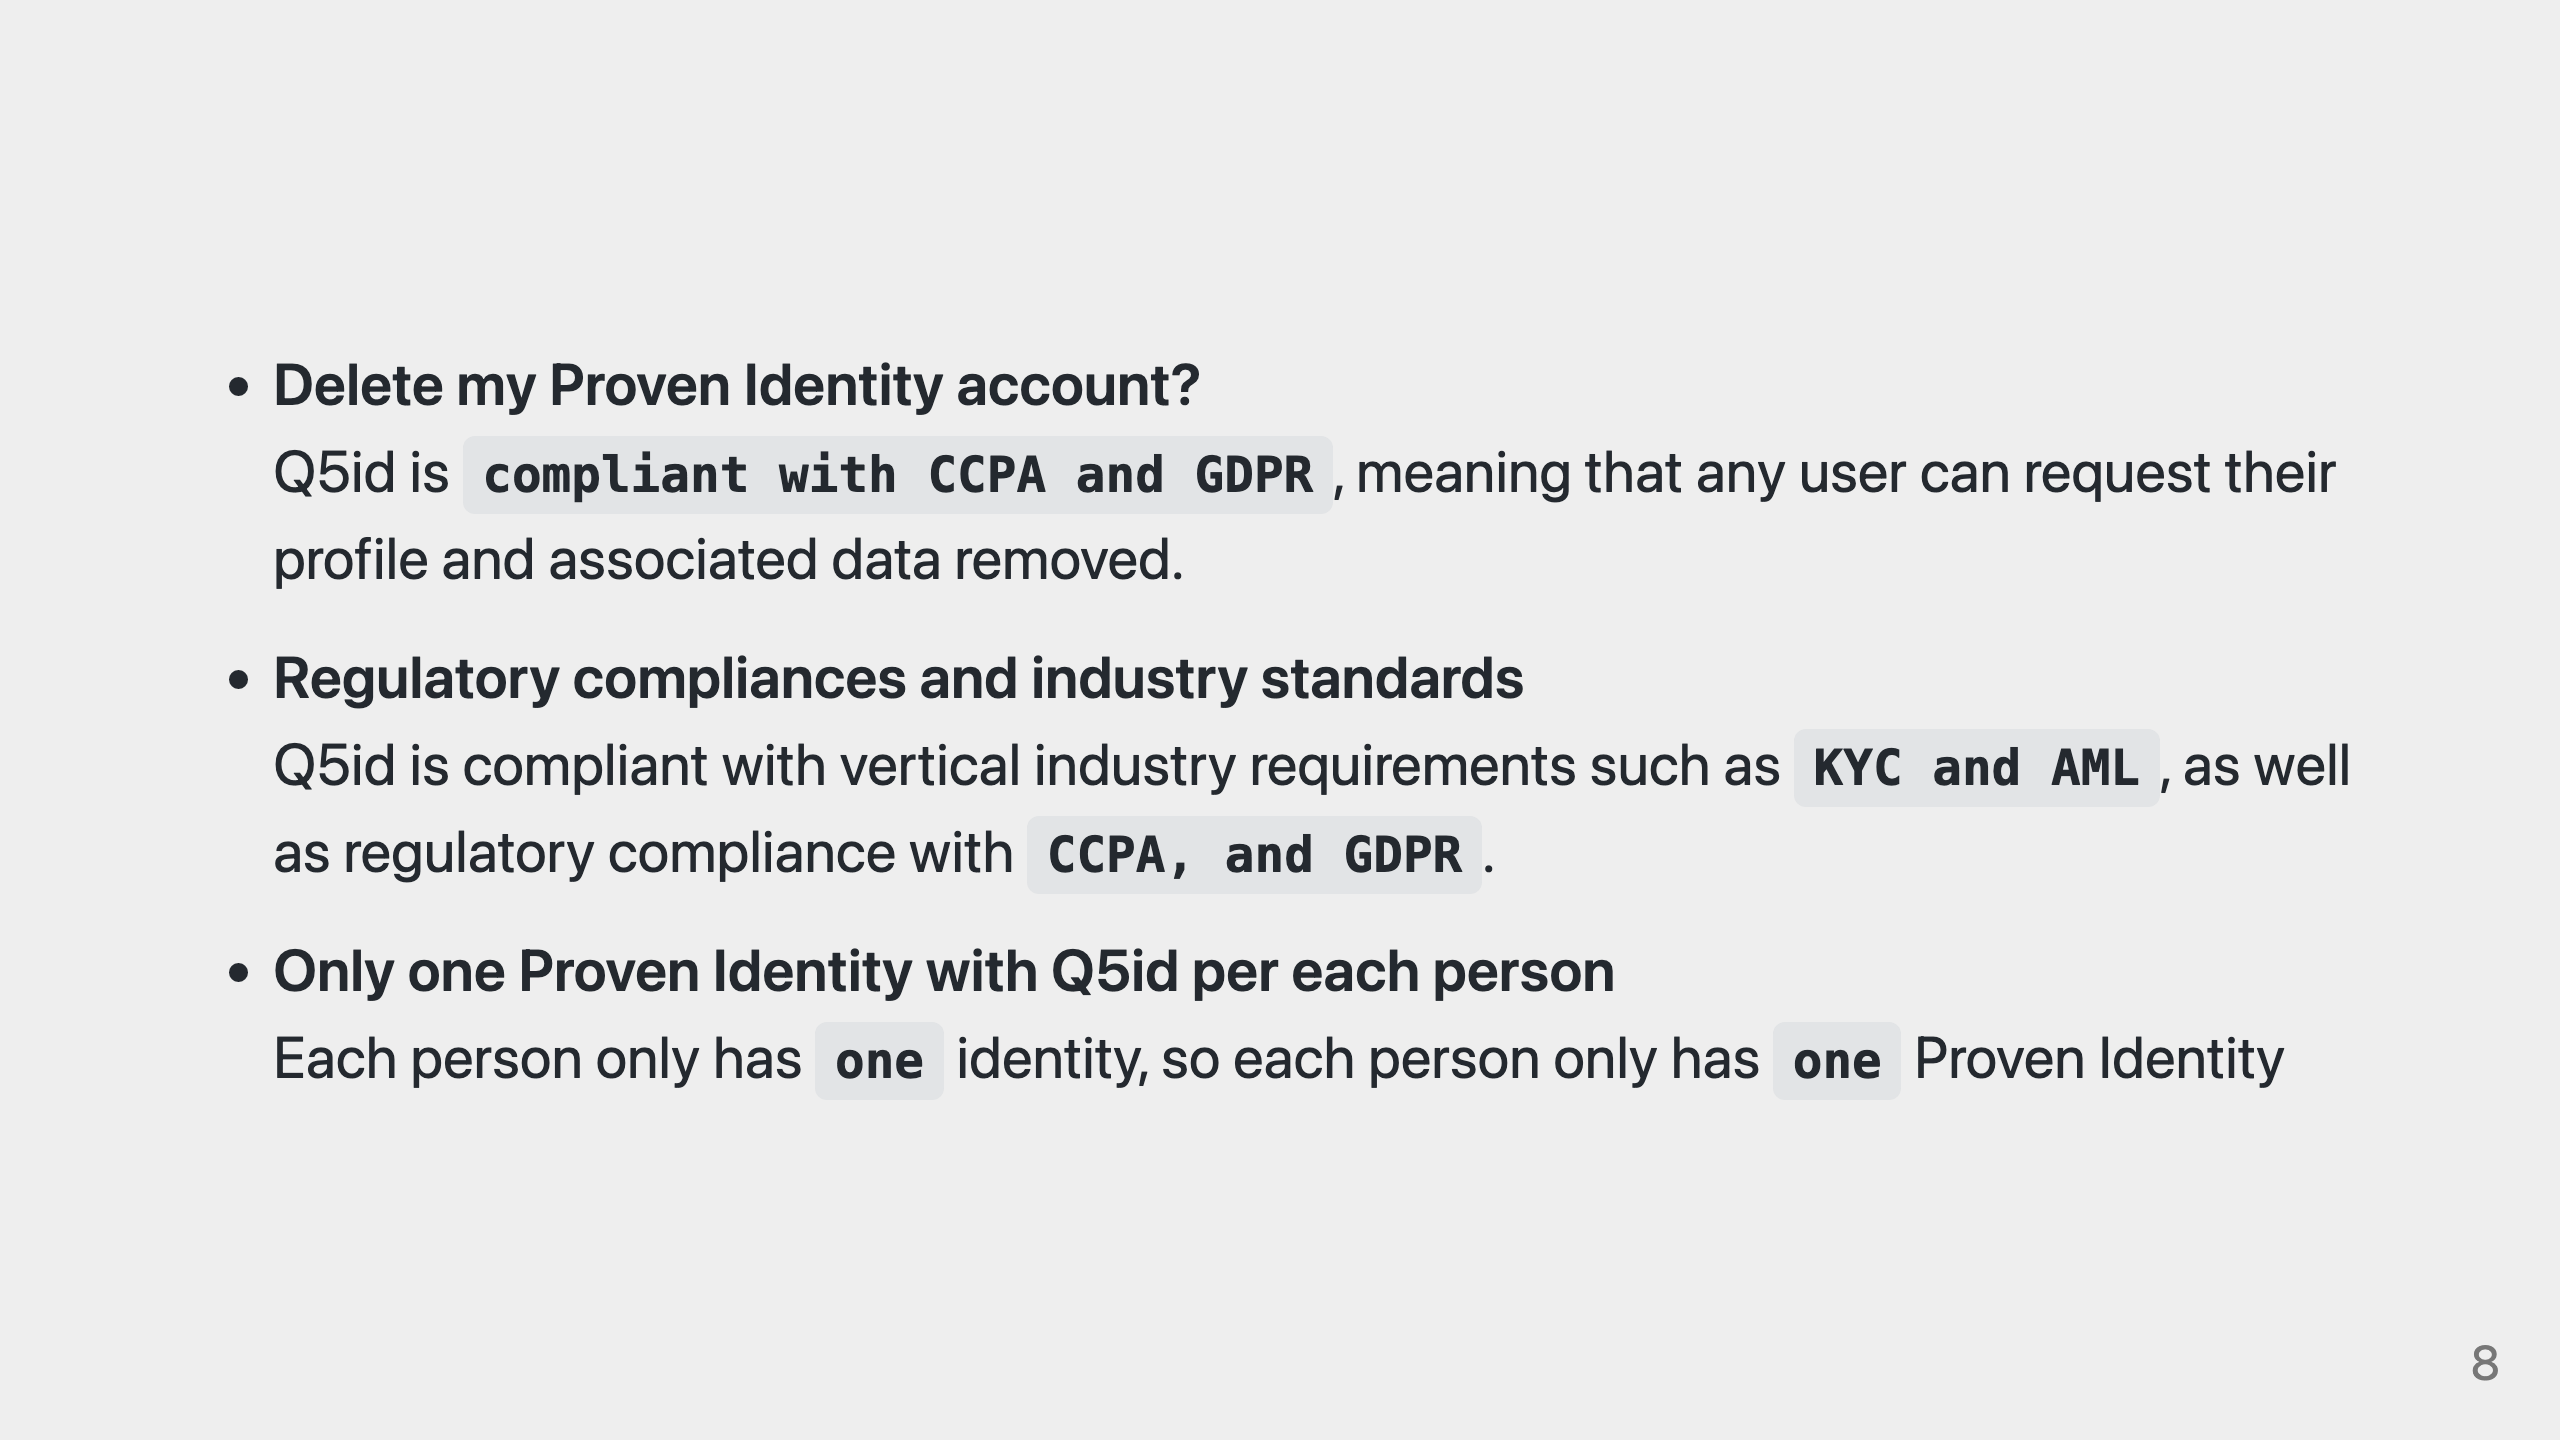 Delete my Proven Identity account?
Q5id is compliant with CCPA and GDPR, meaning that any user can request their
profile and associated data removed.
Regulatory compliances and industry standards
Q5id is compliant with vertical industry requirements such as KYC and AML, as well
as regulatory compliance with CCPA, and GDPR.
Only one Proven Identity with Q5id per each person
Each person only has one identity, so each person only has one Proven Identity
8